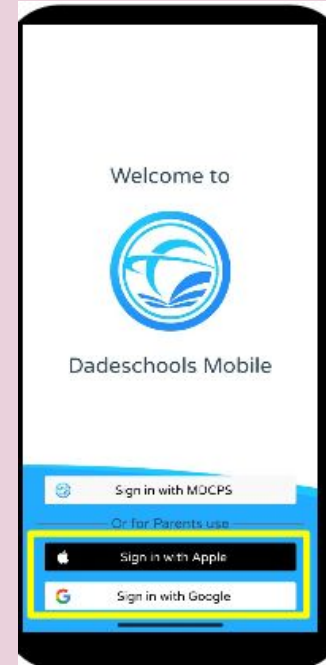 Welcome to
Dadeschools Mobile
Sign in with MDCPS
Or for Parents use
Sign in with Apple
Sign in with Google